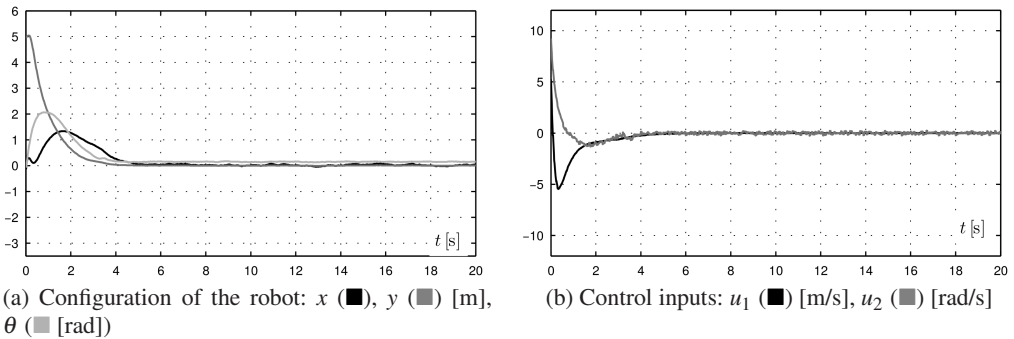 6
5
4
3
2
1
0
−1
−2
−3
0 2 4 6 8 10 12 14 16 18 20
t [s]
10
5
0
−5
−10
0 2 4 6 8 10 12 14 16 18 20
t [s]
(a) Configuration of the robot: x (■), y (■) [m],
θ (■ [rad])
(b) Control inputs: u₁ (■) [m/s], u₂ (■) [rad/s]